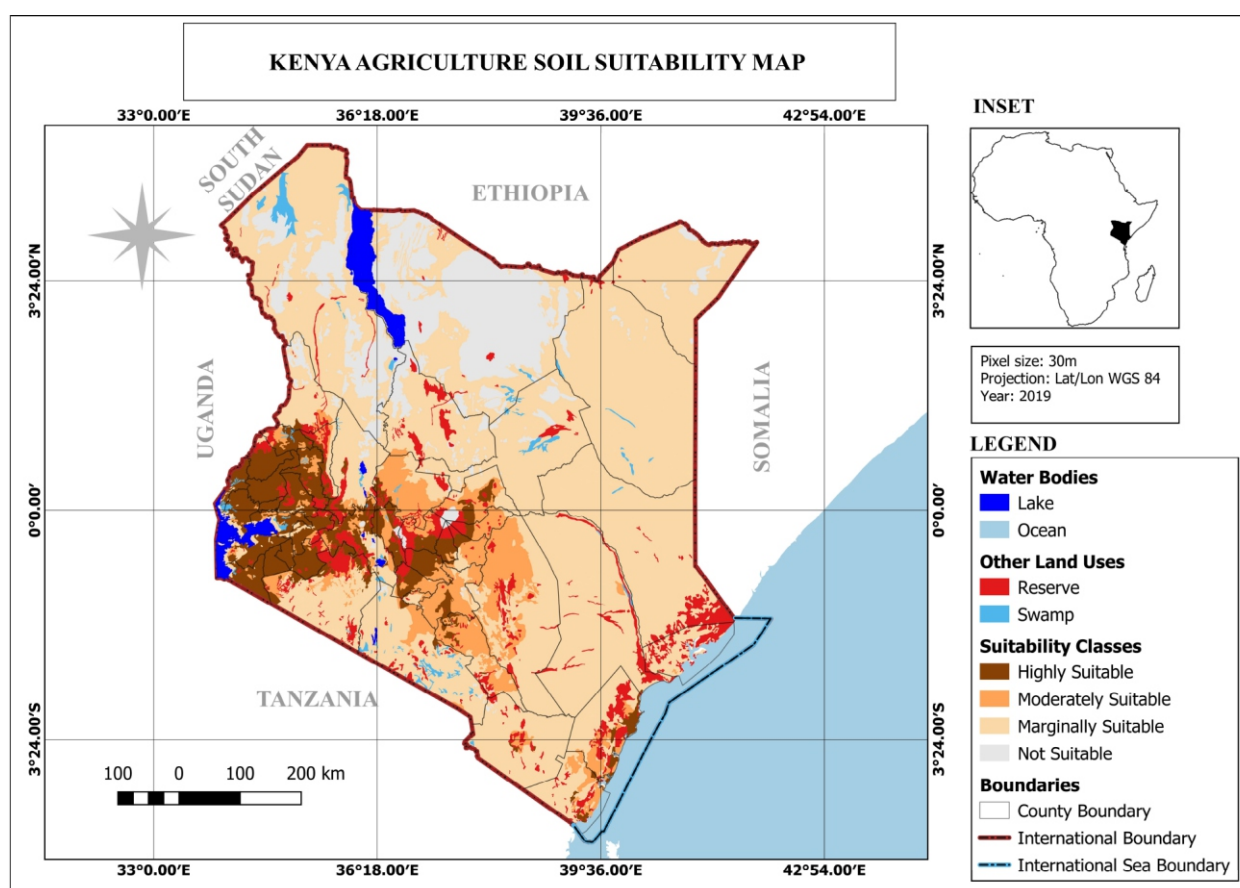 KENYA AGRICULTURE SOIL SUITABILITY MAP
33°0.00′E 36°18.00′E 39°36.00′E 42°54.00′E
SOUTH
SUDAN
ETHIOPIA
3°24.00′N
3°24.00′N
UGANDA
SOMALIA
0°0.00′
0°0.00′
TANZANIA
3°24.00′S
3°24.00′S
100 0 100 200 km
33°0.00′E 36°18.00′E 39°36.00′E 42°54.00′E
INSET
Pixel size: 30m
Projection: Lat/Lon WGS 84
Year: 2019
LEGEND
Water Bodies
Lake
Ocean
Other Land Uses
Reserve
Swamp
Suitability Classes
Highly Suitable
Moderately Suitable
Marginally Suitable
Not Suitable
Boundaries
County Boundary
International Boundary
International Sea Boundary